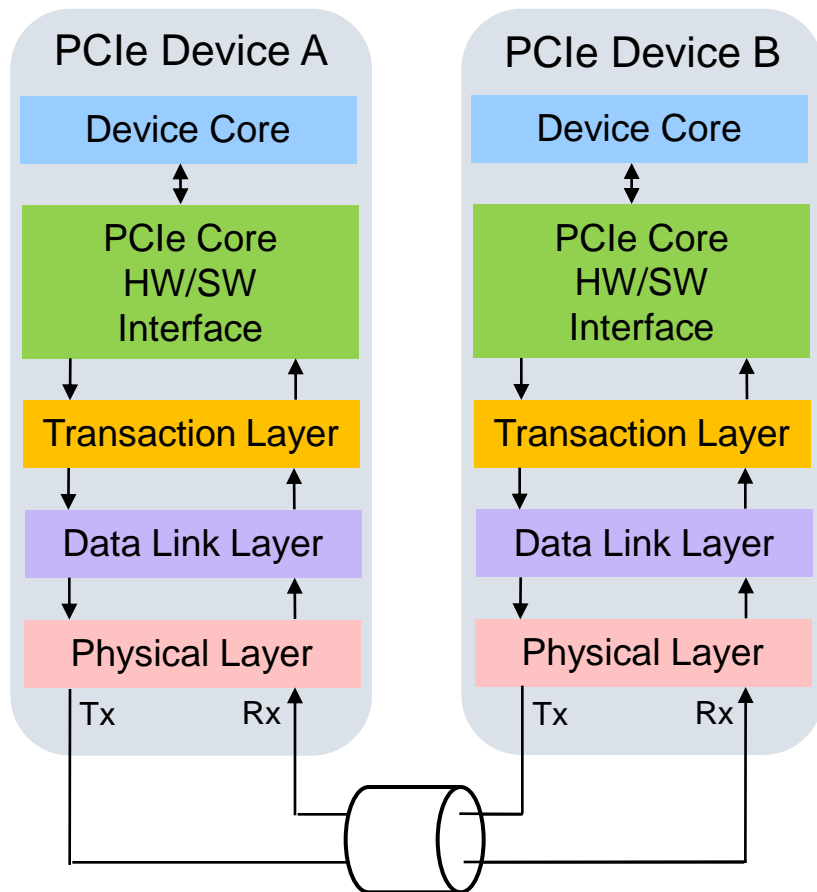 PCIe Device A
Device Core
PCIe Core
HW/SW
Interface
Transaction Layer
Data Link Layer
Physical Layer
Tx
Rx
PCIe Device B
Device Core
PCIe Core
HW/SW
Interface
Transaction Layer
Data Link Layer
Physical Layer
Tx
Rx